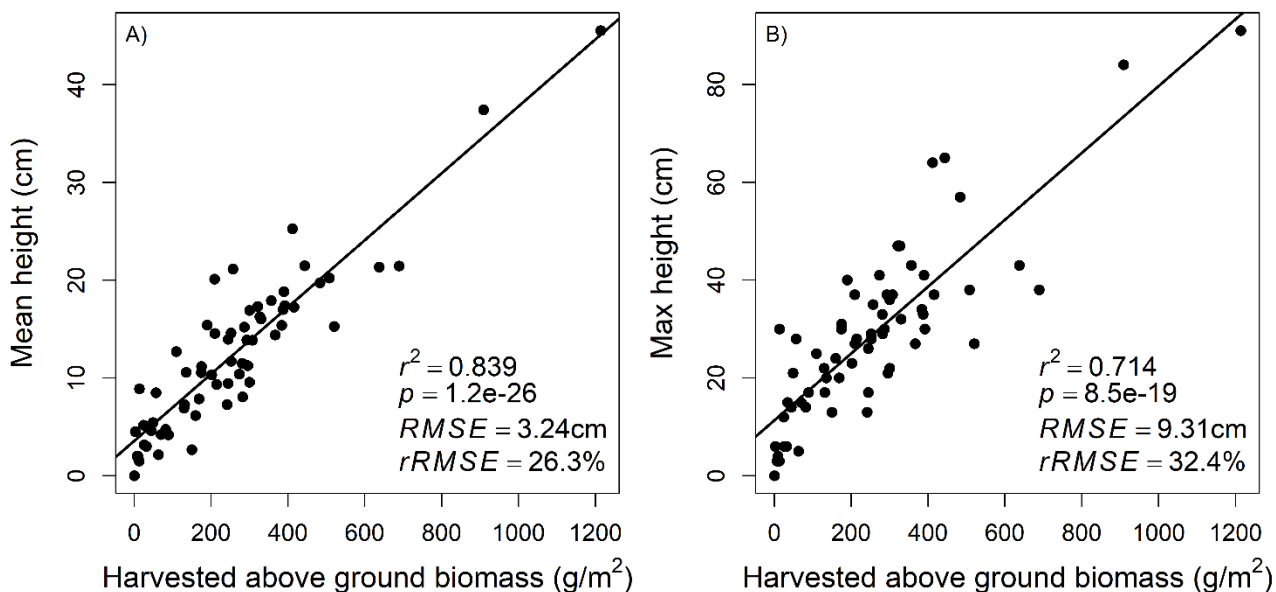 A)
Mean height (cm)
40
30
20
10
0
r² = 0.839
p = 1.2e-26
RMSE = 3.24cm
rRMSE = 26.3%
0 200 400 600 800 1000 1200
Harvested above ground biomass (g/m²)
B)
Max height (cm)
80
60
40
20
0
r² = 0.714
p = 8.5e-19
RMSE = 9.31cm
rRMSE = 32.4%
0 200 400 600 800 1000 1200
Harvested above ground biomass (g/m²)